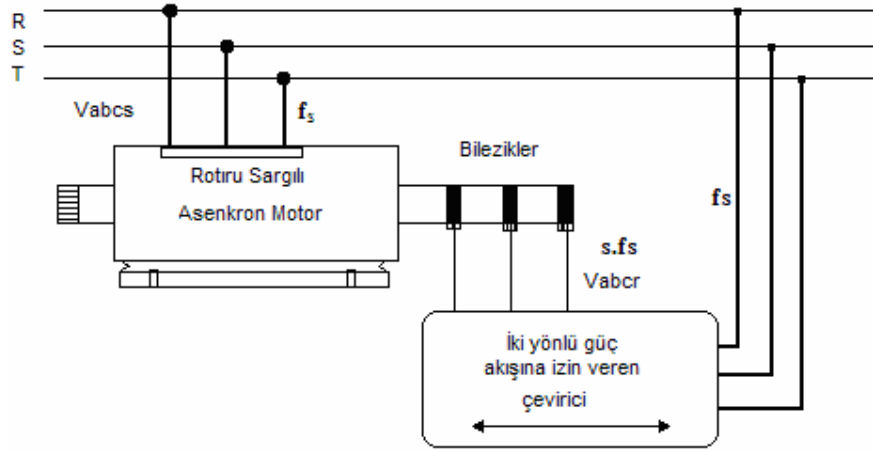 R
S
T
Vabcs
fs
Rotıru Sargılı
Asenkron Motor
Bilezikler
fs
s.fs
Vabcr
İki yönlü güç
akışına izin veren
çevirici